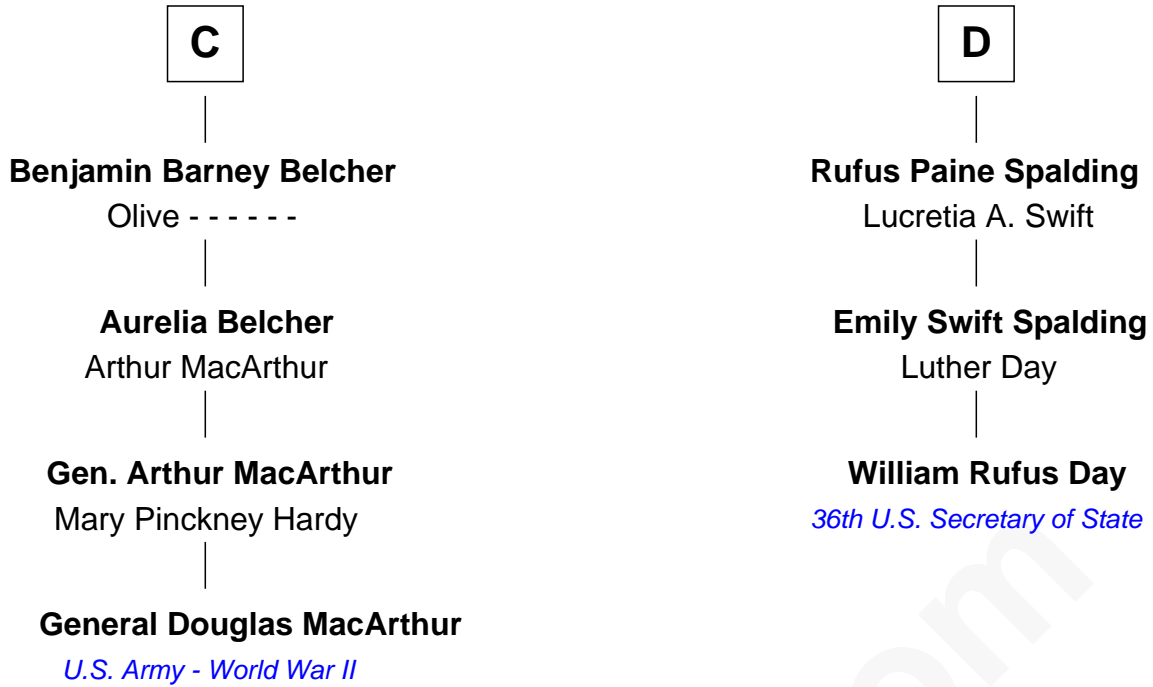 C
Benjamin Barney Belcher
Olive - - - - - -
Aurelia Belcher
Arthur MacArthur
Gen. Arthur MacArthur
Mary Pinckney Hardy
General Douglas MacArthur
U.S. Army - World War II
D
Rufus Paine Spalding
Lucretia A. Swift
Emily Swift Spalding
Luther Day
William Rufus Day
36th U.S. Secretary of State
om